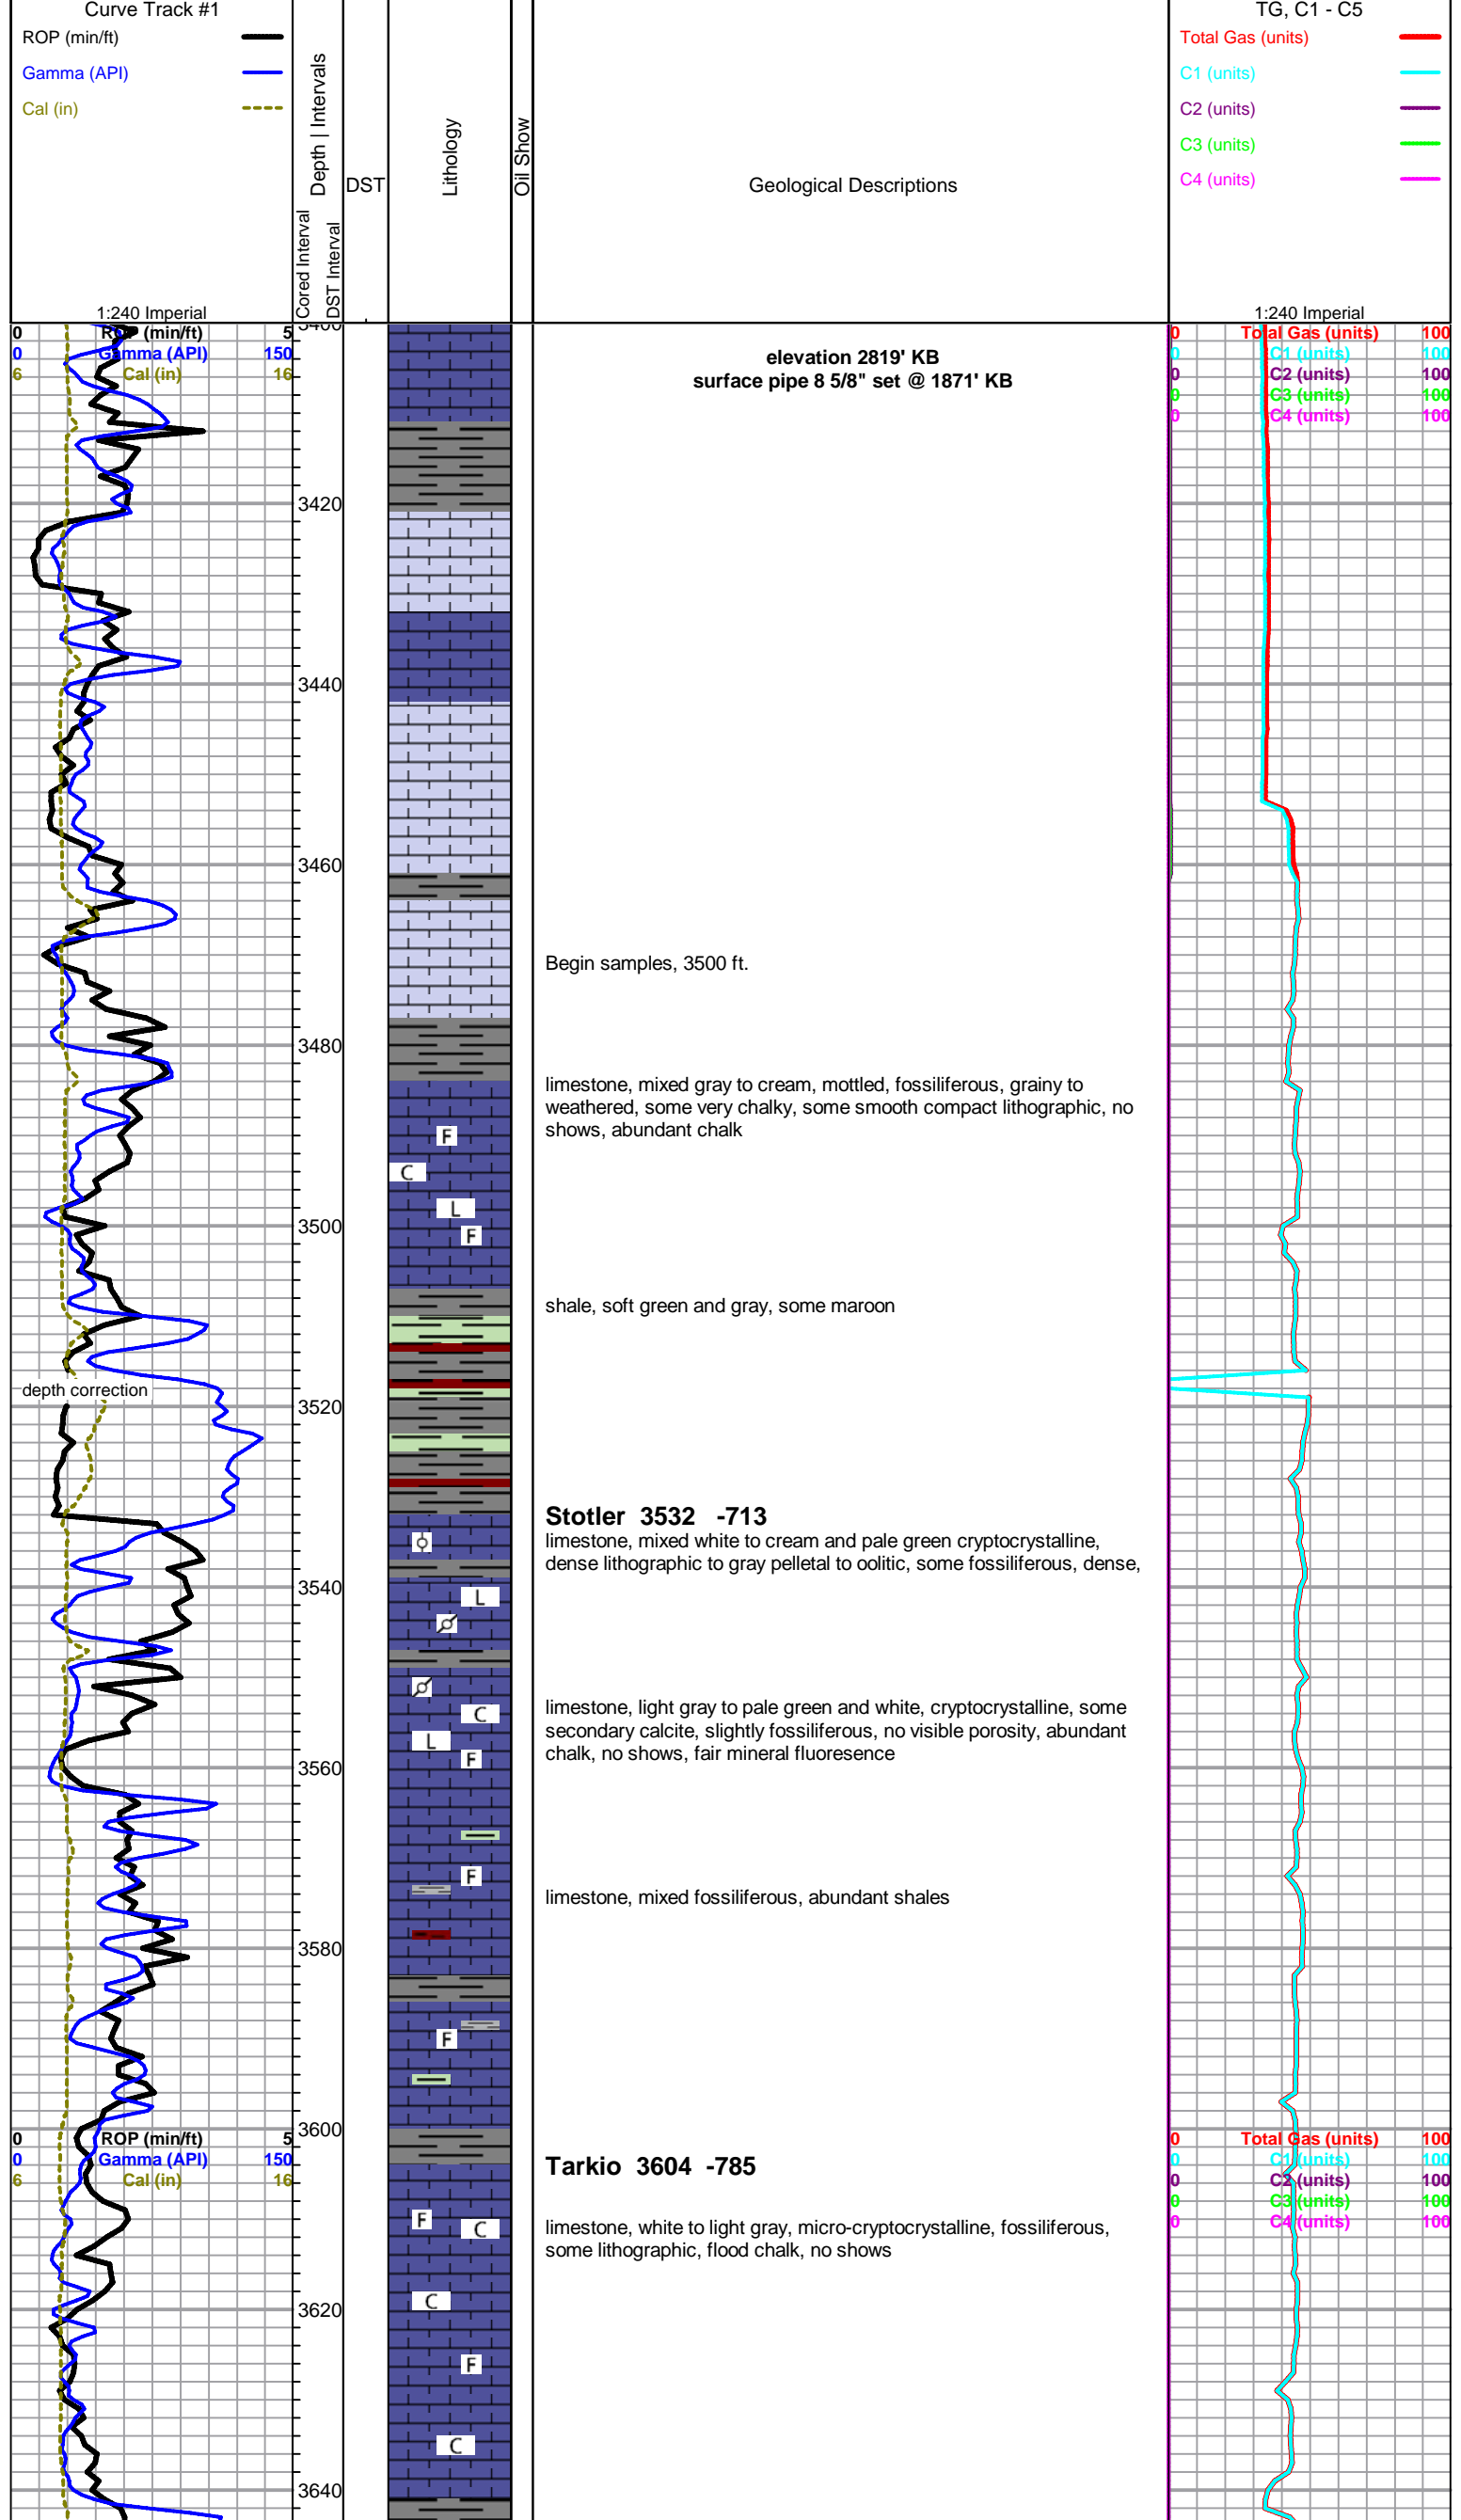 Curve Track #1
ROP (min/ft)
Gamma (API)
Cal (in)
Depth | Intervals
Cored Interval
DST Interval
DST
Lithology
Oil Show
Geological Descriptions
TG, C1 - C5
Total Gas (units)
C1 (units)
C2 (units)
C3 (units)
C4 (units)
1:240 Imperial
1:240 Imperial
0 ROP (min/ft) 5
0 Gamma (API) 150
6 Cal (in) 16
3400
0 Total Gas (units) 100
0 C1 (units) 100
0 C2 (units) 100
0 C3 (units) 100
0 C4 (units) 100
elevation 2819' KB
surface pipe 8 5/8" set @ 1871' KB
3420
3440
3460
Begin samples, 3500 ft.
3480
limestone, mixed gray to cream, mottled, fossiliferous, grainy to
weathered, some very chalky, some smooth compact lithographic, no
shows, abundant chalk
F
C
L
3500
F
shale, soft green and gray, some maroon
depth correction
3520
Stotler 3532 -713
limestone, mixed white to cream and pale green cryptocrystalline,
dense lithographic to gray pelletal to oolitic, some fossiliferous, dense,
3540
L
limestone, light gray to pale green and white, cryptocrystalline, some
secondary calcite, slightly fossiliferous, no visible porosity, abundant
chalk, no shows, fair mineral fluoresence
C
L
F
3560
F
limestone, mixed fossiliferous, abundant shales
3580
F
3600
0 ROP (min/ft) 5
0 Gamma (API) 150
6 Cal (in) 16
0 Total Gas (units) 100
0 C1 (units) 100
0 C2 (units) 100
0 C3 (units) 100
0 C4 (units) 100
Tarkio 3604 -785
F
C
limestone, white to light gray, micro-cryptocrystalline, fossiliferous,
some lithographic, flood chalk, no shows
C
3620
F
C
3640